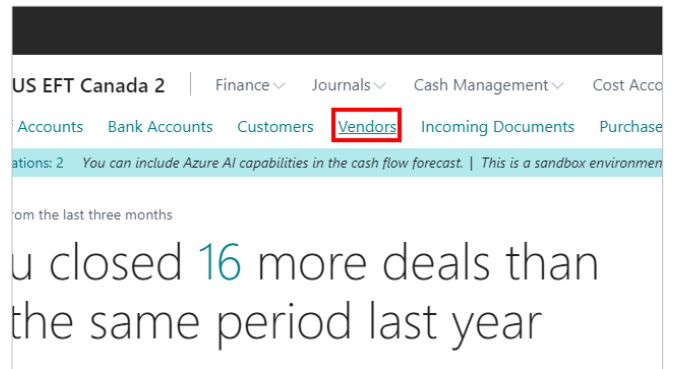 US EFT Canada 2 Finance Journals Cash Management Cost Acco
Accounts Bank Accounts Customers Vendors Incoming Documents Purchase
ations: 2 You can include Azure AI capabilities in the cash flow forecast. | This is a sandbox environmen
om the last three months
u closed 16 more deals than
the same period last year